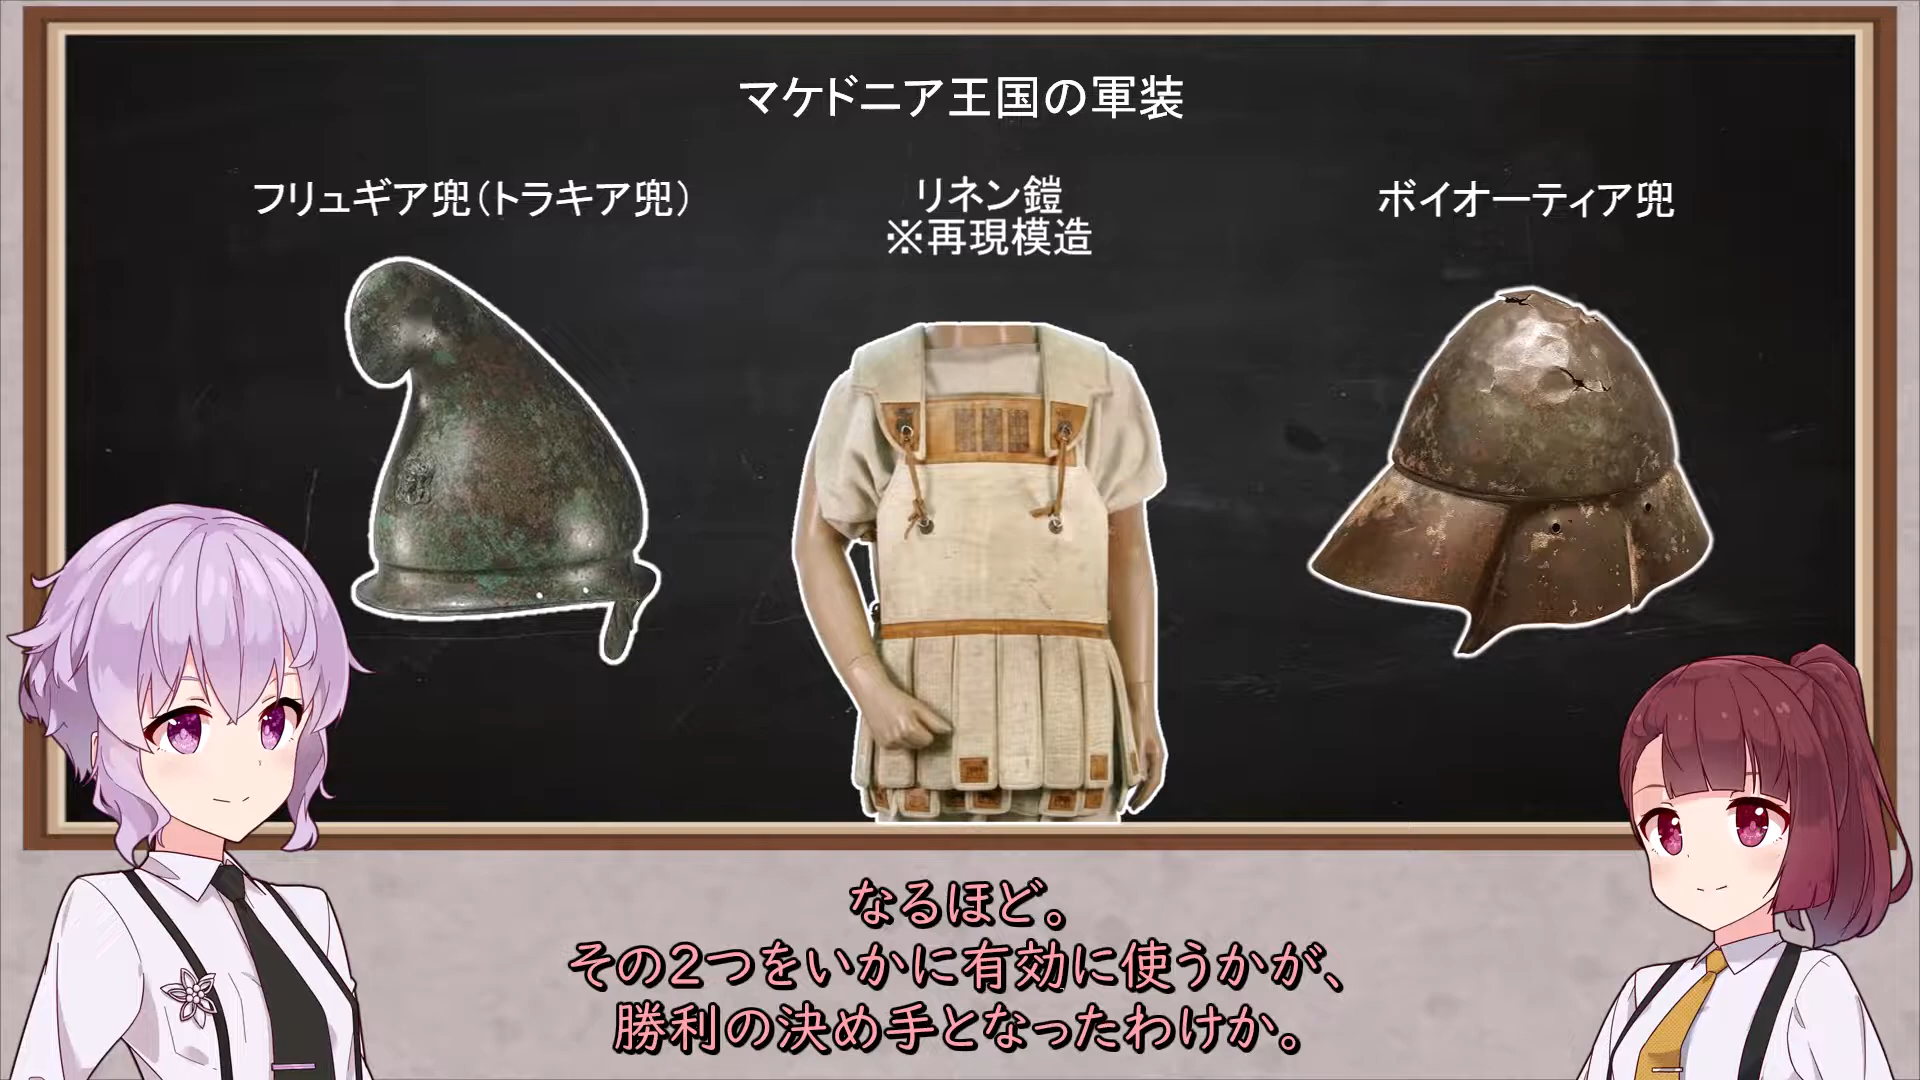 マケドニア王国の軍装
フリュギア兜(トラキア兜)
リネン鎧
※再現模造
ボイオーティア兜
なるほど。
その2つをいかに有効に使うかが、
勝利の決め手となったわけか。